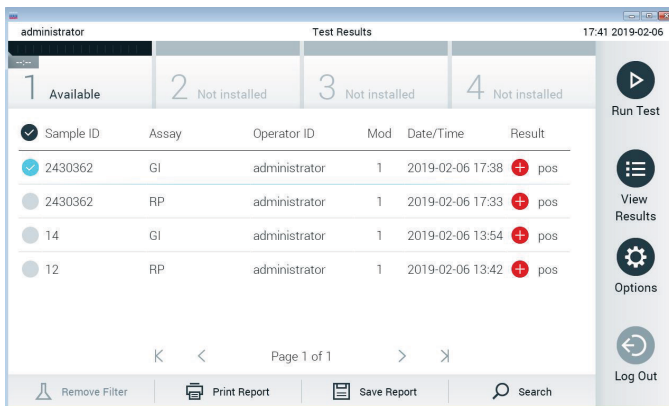 administrator Test Results 17:41 2019-02-06
--:--
1 Available 2 Not installed 3 Not installed 4 Not installed
Run Test
Sample ID Assay Operator ID Mod Date/Time Result
2430362 GI administrator 1 2019-02-06 17:38 pos
2430362 RP administrator 1 2019-02-06 17:33 pos
View
Results
14 GI administrator 1 2019-02-06 13:54 pos
12 RP administrator 1 2019-02-06 13:42 pos
Options
Page 1 of 1
Log Out
Remove Filter Print Report Save Report Search